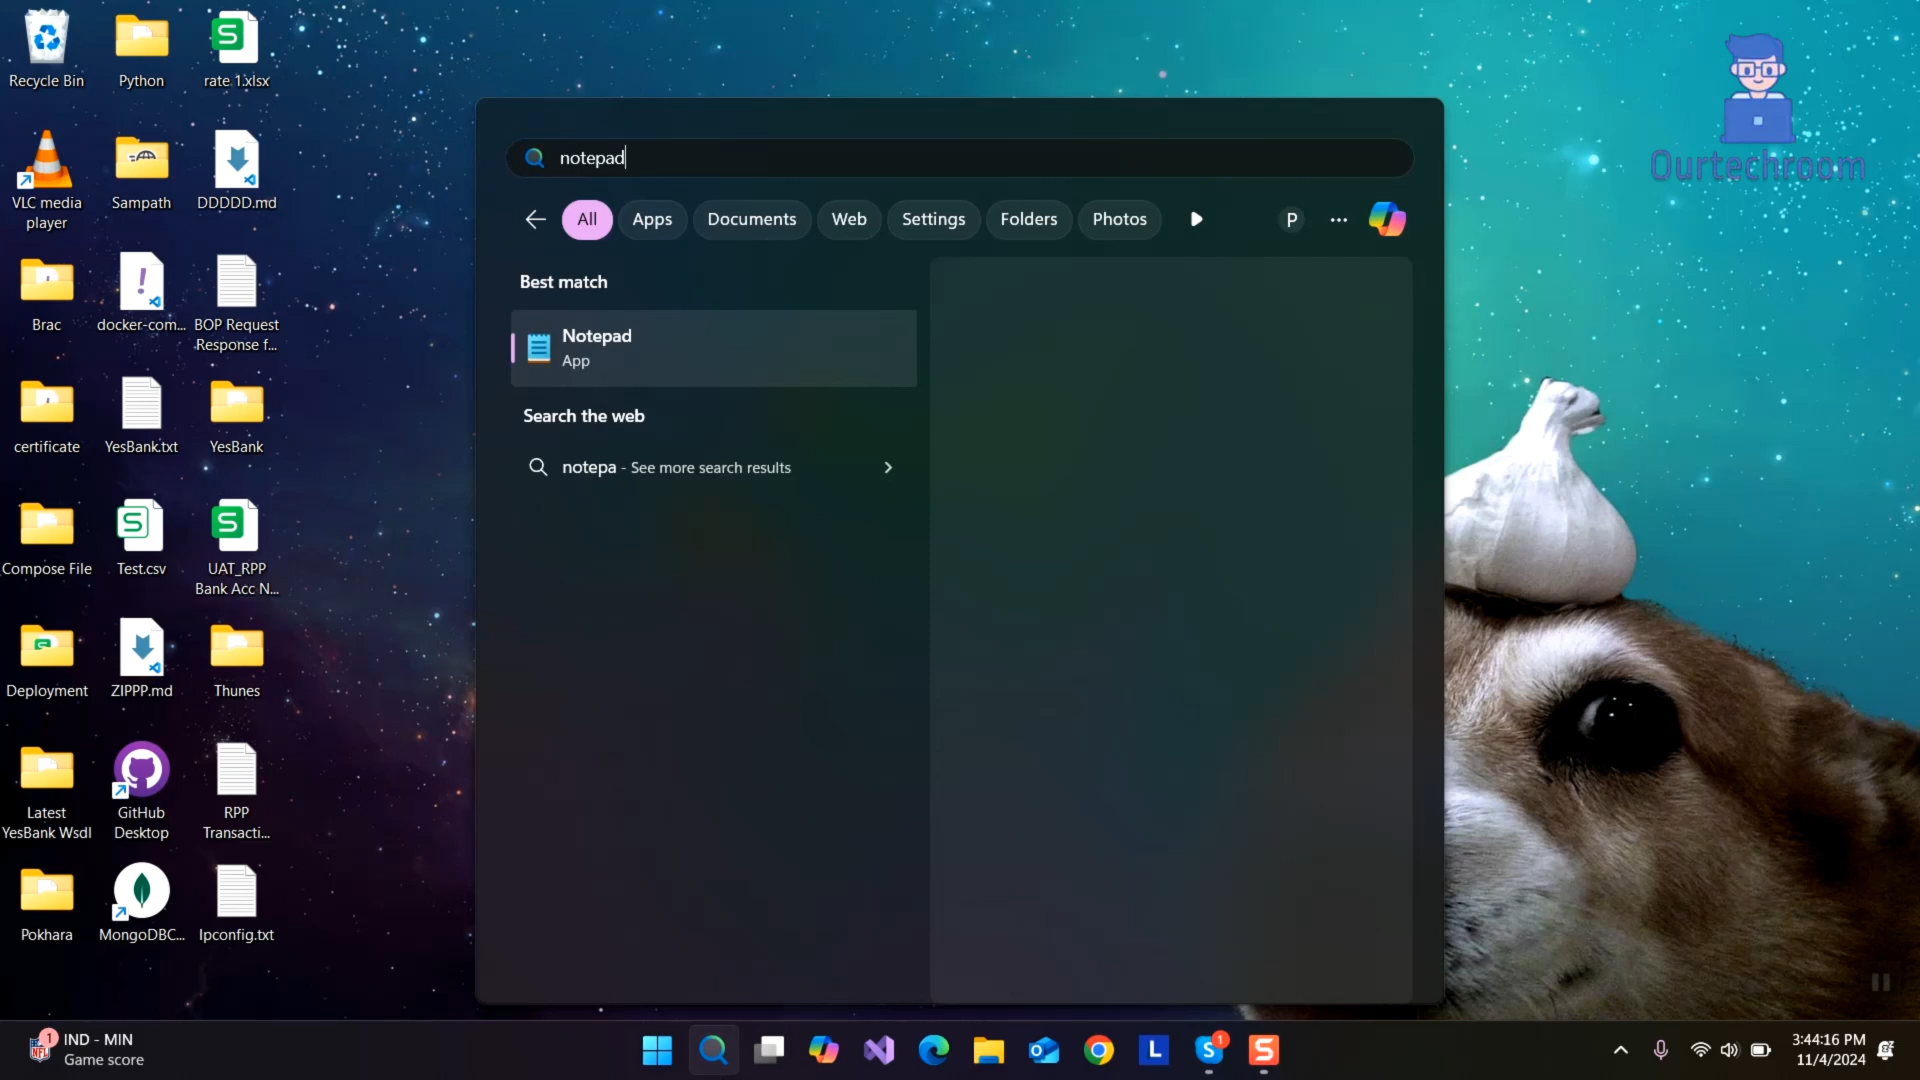 Recycle Bin
Python
rate 1.xlsx
VLC media
player
Sampath
DDDDD.md
Brac
docker-com...
BOP Request
Response f...
certificate
YesBank.txt
YesBank
Compose File
Test.csv
UAT_RPP
Bank Acc N...
Deployment
ZIPPP.md
Thunes
Latest
YesBank Wsdl
GitHub
Desktop
RPP
Transacti...
Pokhara
MongoDBC...
Ipconfig.txt
notepad
All
Apps
Documents
Web
Settings
Folders
Photos
P
Best match
Notepad
App
Search the web
notepa - See more search results
Ourtechroom
1
NFL
IND - MIN
Game score
L
S
1
S
3:44:16 PM
11/4/2024